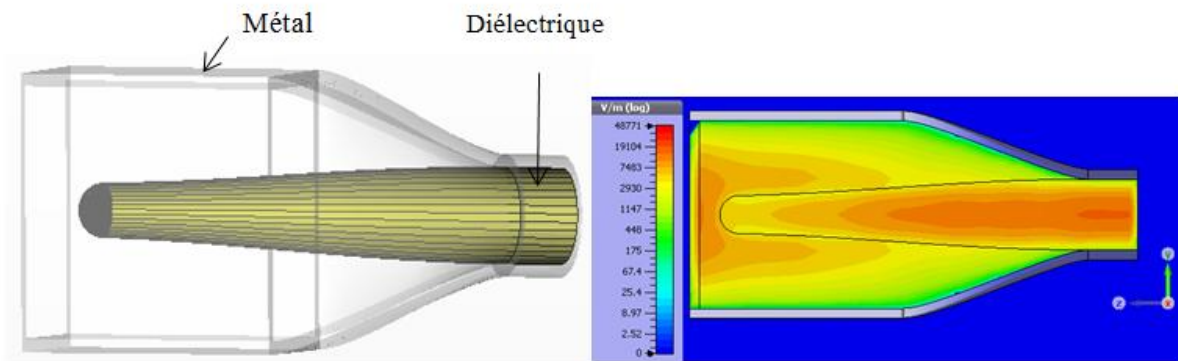 Métal
Diélectrique
V/m (log)
48771
19104
7483
2930
1147
448
175
67.4
25.4
8.97
2.52
0
Y
Z
X